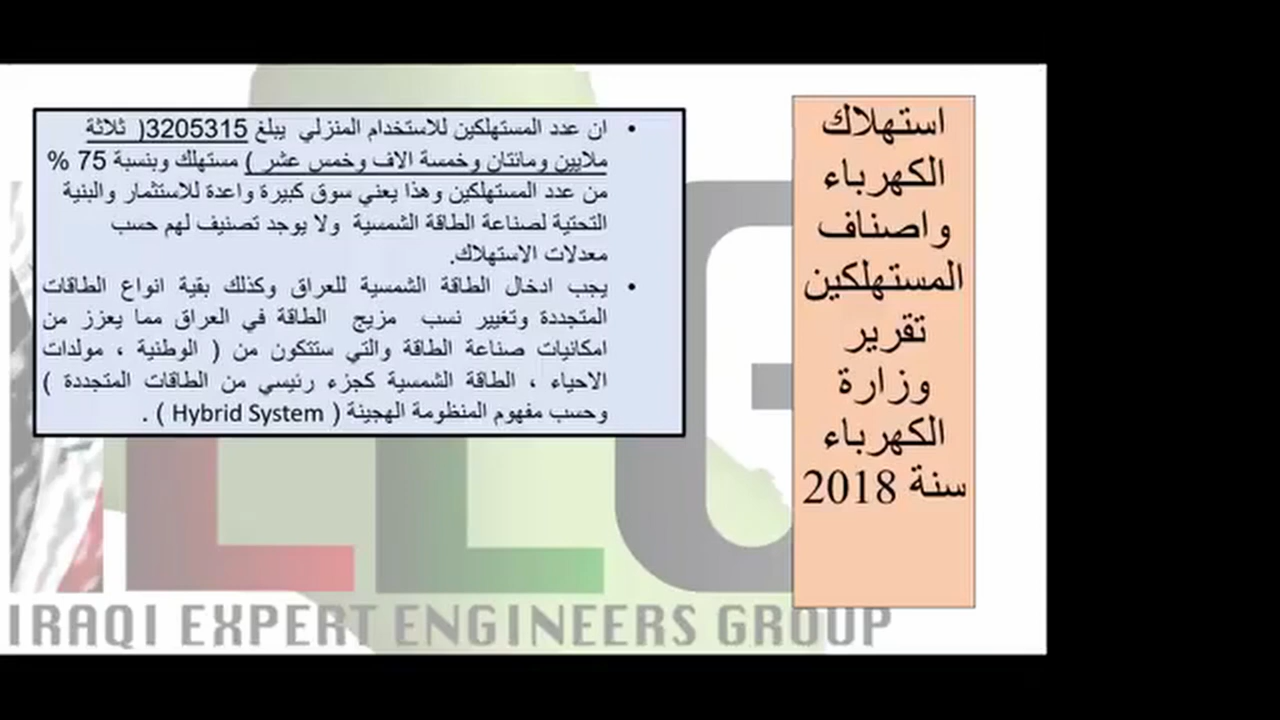 استهلاك
الكهرباء
واصناف
المستهلكين
تقرير
وزارة
الكهرباء
سنة 2018
• ان عدد المستهلكين للاستخدام المنزلي يبلغ 3205315( ثلاثة
ملايين ومائتان وخمسة الاف وخمس عشر ) مستهلك وبنسبة 75 %
من عدد المستهلكين وهذا يعني سوق كبيرة واعدة للاستثمار والبنية
التحتية لصناعة الطاقة الشمسية ولا يوجد تصنيف لهم حسب
معدلات الاستهلاك.
• يجب ادخال الطاقة الشمسية للعراق وكذلك بقية انواع الطاقات
المتجددة وتغيير نسب مزيج الطاقة في العراق مما يعزز من
امكانيات صناعة الطاقة والتي ستتكون من ( الوطنية ، مولدات
الاحياء ، الطاقة الشمسية كجزء رئيسي من الطاقات المتجددة )
وحسب مفهوم المنظومة الهجينة ( Hybrid System ) .
IRAQI EXPERT ENGINEERS GROUP